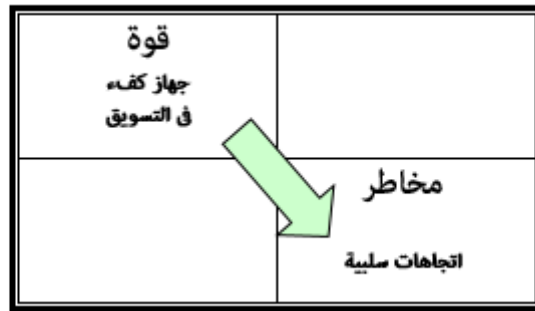 قوة
جهاز كفء
فى التسويق
مخاطر
اتجاهات سلبية